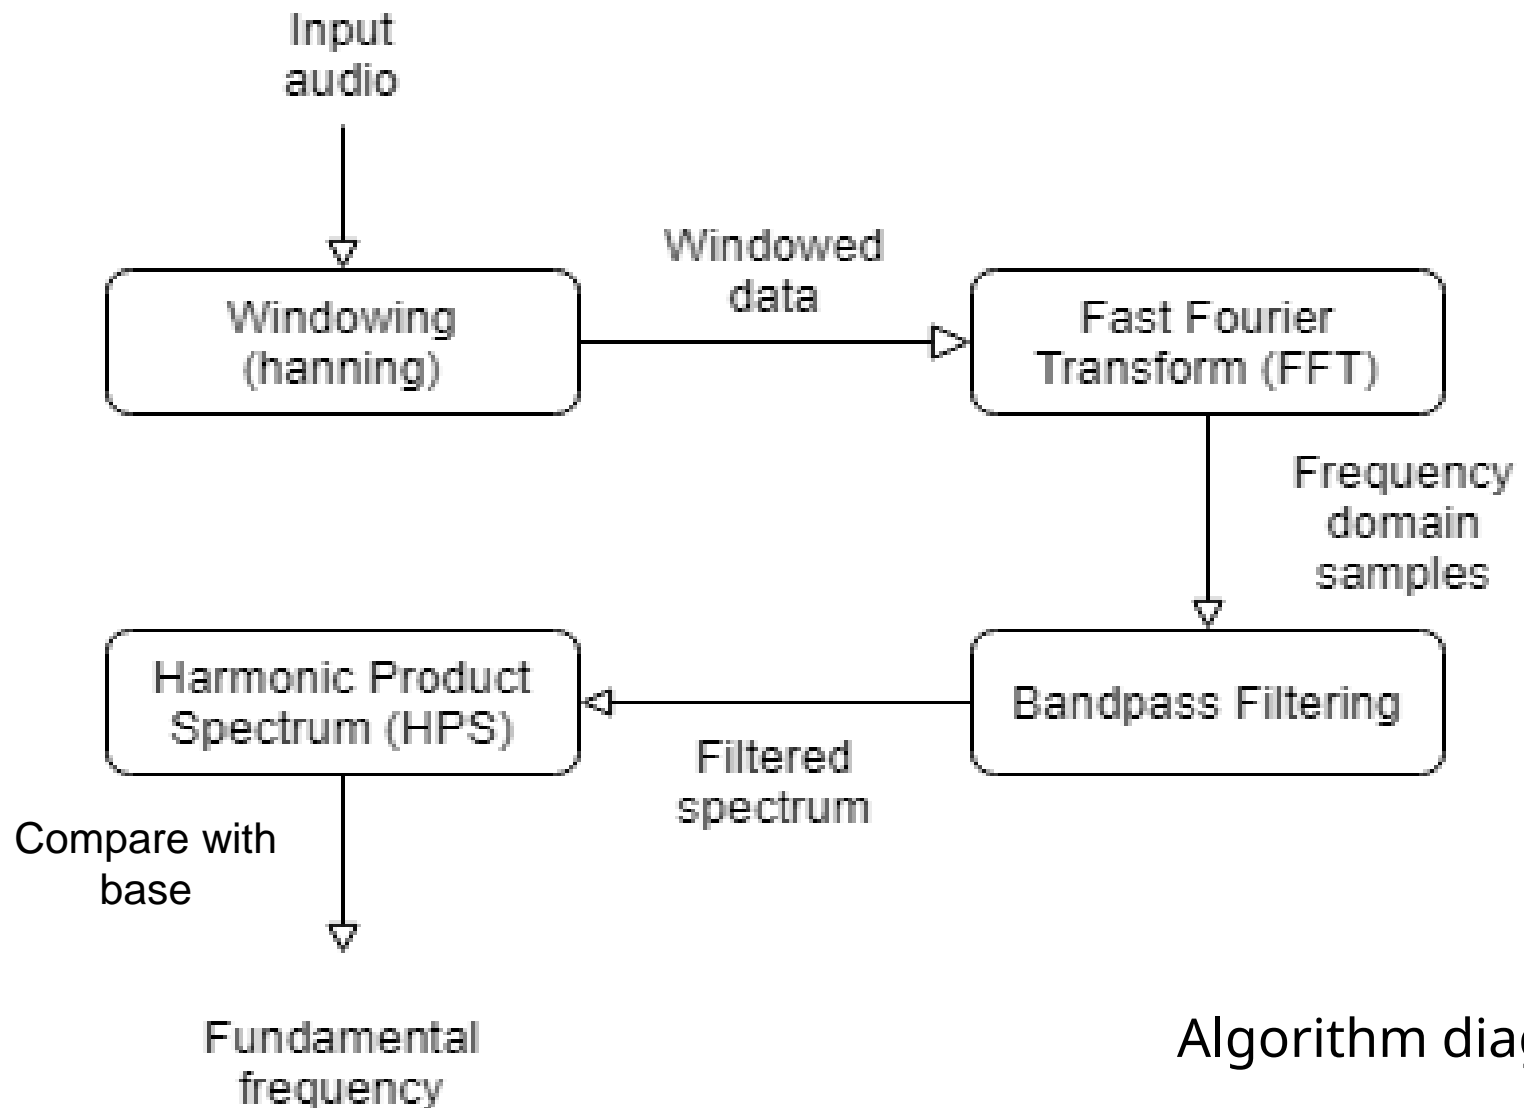 Input
audio
Windowed
data
Windowing
(hanning)
Fast Fourier
Transform (FFT)
Frequency
domain
samples
Harmonic Product
Spectrum (HPS)
Bandpass Filtering
Filtered
spectrum
Compare with
base
Fundamental
frequency
Algorithm